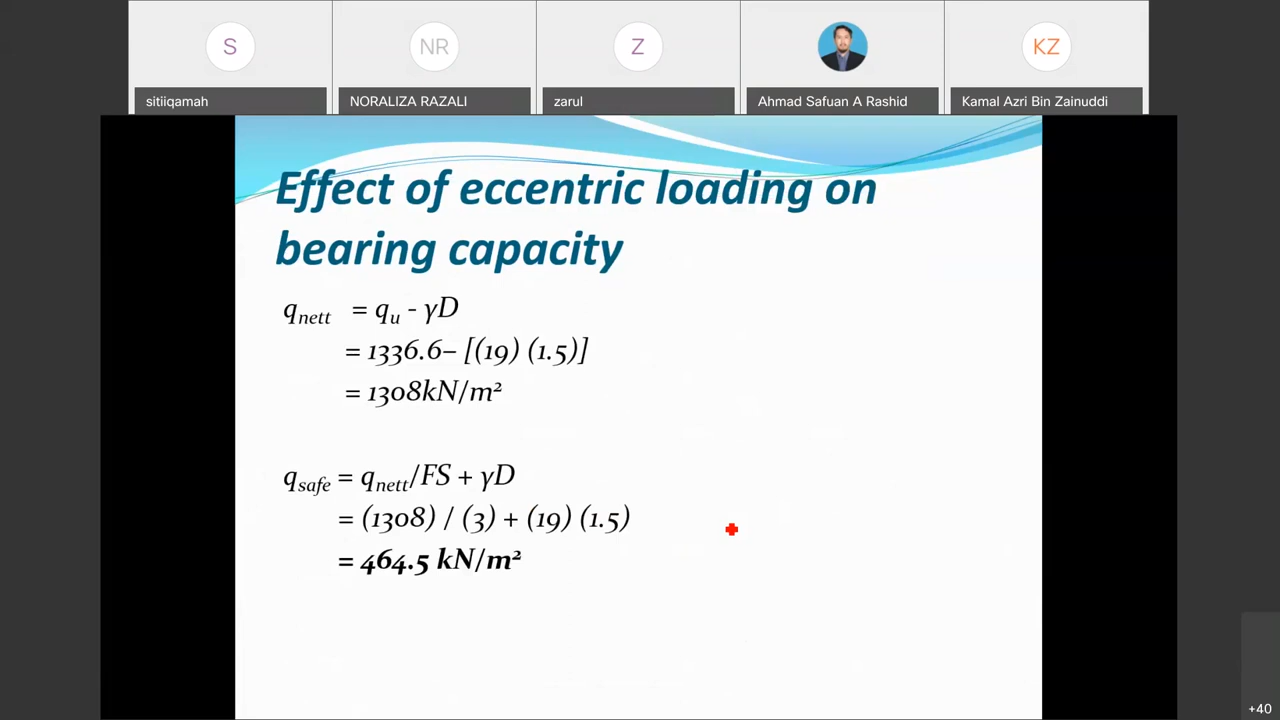 S
NR
Z
KZ
sitiiqamah
NORALIZA RAZALI
zarul
Ahmad Safuan A Rashid
Kamal Azri Bin Zainuddi
Effect of eccentric loading on
bearing capacity
qnett = qu - γD
= 1336.6– [(19) (1.5)]
= 1308kN/m²
qsafe = qnett/FS + γD
= (1308) / (3) + (19) (1.5)
= 464.5 kN/m²
+40